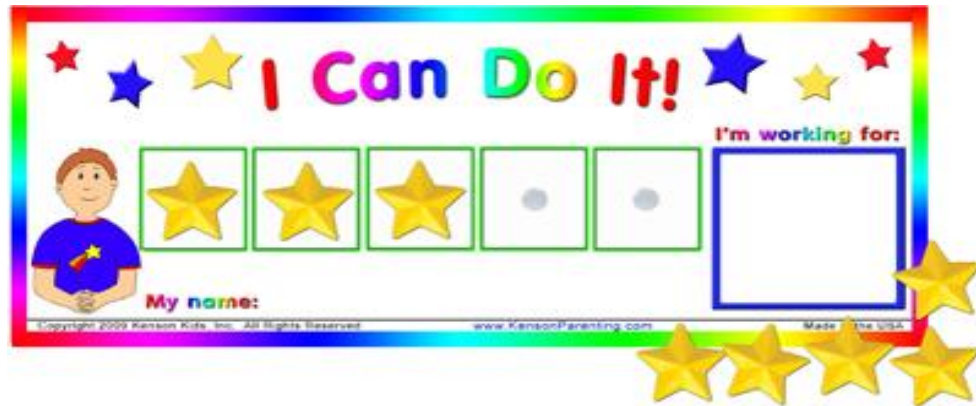 I Can Do It!
I'm working for:
My name:
Copyright 2009 Kenson Kids, Inc. All Rights Reserved www.KensonParenting.com Made the USA